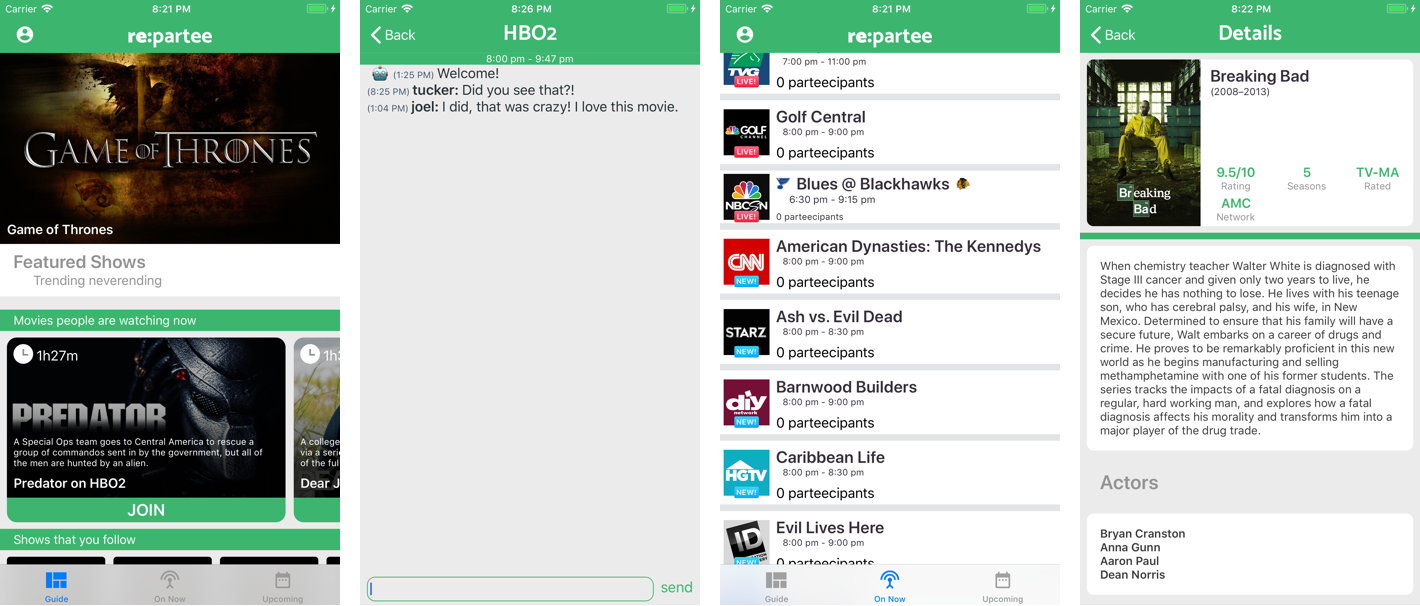 Carrier 8:21 PM
re:partee
GAME OF THRONES
Game of Thrones
Featured Shows
Trending neverending
Movies people are watching now
1h27m
PREDATOR
A Special Ops team goes to Central America to rescue a
group of commandos sent in by the government, but all of
the men are hunted by an alien.
Predator on HBO2
JOIN
1h3
A college
via a serie
of the full
Dear J
Shows that you follow
Guide
On Now
Upcoming
Carrier 8:26 PM
Back
HBO2
8:00 pm - 9:47 pm
(1:25 PM) Welcome!
(8:25 PM) tucker: Did you see that?!
(1:04 PM) joel: I did, that was crazy! I love this movie.
send
Carrier 8:21 PM
re:partee
TVG
LIVE!
7:00 pm - 11:00 pm
0 parteecipants
GOLF
CHANNEL
LIVE!
Golf Central
8:00 pm - 9:00 pm
0 parteecipants
NBCSN
LIVE!
Blues @ Blackhawks
6:30 pm - 9:15 pm
0 parteecipants
CNN
NEW!
American Dynasties: The Kennedys
8:00 pm - 9:00 pm
0 parteecipants
STARZ
NEW!
Ash vs. Evil Dead
8:00 pm - 8:30 pm
0 parteecipants
diy
network
NEW!
Barnwood Builders
8:00 pm - 9:00 pm
0 parteecipants
HGTV
NEW!
Caribbean Life
8:00 pm - 8:30 pm
0 parteecipants
ID
NEW!
Evil Lives Here
8:00 pm - 9:00 pm
0 parteecipants
Guide
On Now
Upcoming
Carrier 8:22 PM
Back
Details
Breaking
Bad
Breaking Bad
(2008–2013)
9.5/10
Rating
5
Seasons
TV-MA
Rated
AMC
Network
When chemistry teacher Walter White is diagnosed with
Stage III cancer and given only two years to live, he
decides he has nothing to lose. He lives with his teenage
son, who has cerebral palsy, and his wife, in New
Mexico. Determined to ensure that his family will have a
secure future, Walt embarks on a career of drugs and
crime. He proves to be remarkably proficient in this new
world as he begins manufacturing and selling
methamphetamine with one of his former students. The
series tracks the impacts of a fatal diagnosis on a
regular, hard working man, and explores how a fatal
diagnosis affects his morality and transforms him into a
major player of the drug trade.
Actors
Bryan Cranston
Anna Gunn
Aaron Paul
Dean Norris